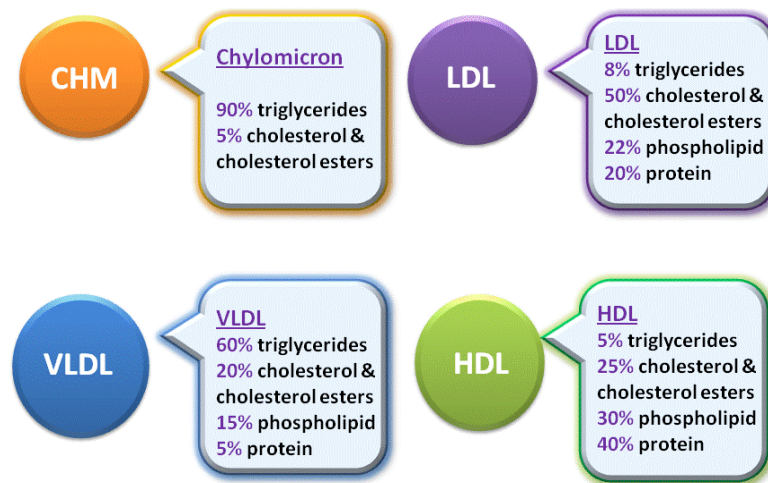 CHM
Chylomicron
90% triglycerides
5% cholesterol &
cholesterol esters
LDL
LDL
8% triglycerides
50% cholesterol &
cholesterol esters
22% phospholipid
20% protein
VLDL
VLDL
60% triglycerides
20% cholesterol &
cholesterol esters
15% phospholipid
5% protein
HDL
HDL
5% triglycerides
25% cholesterol &
cholesterol esters
30% phospholipid
40% protein